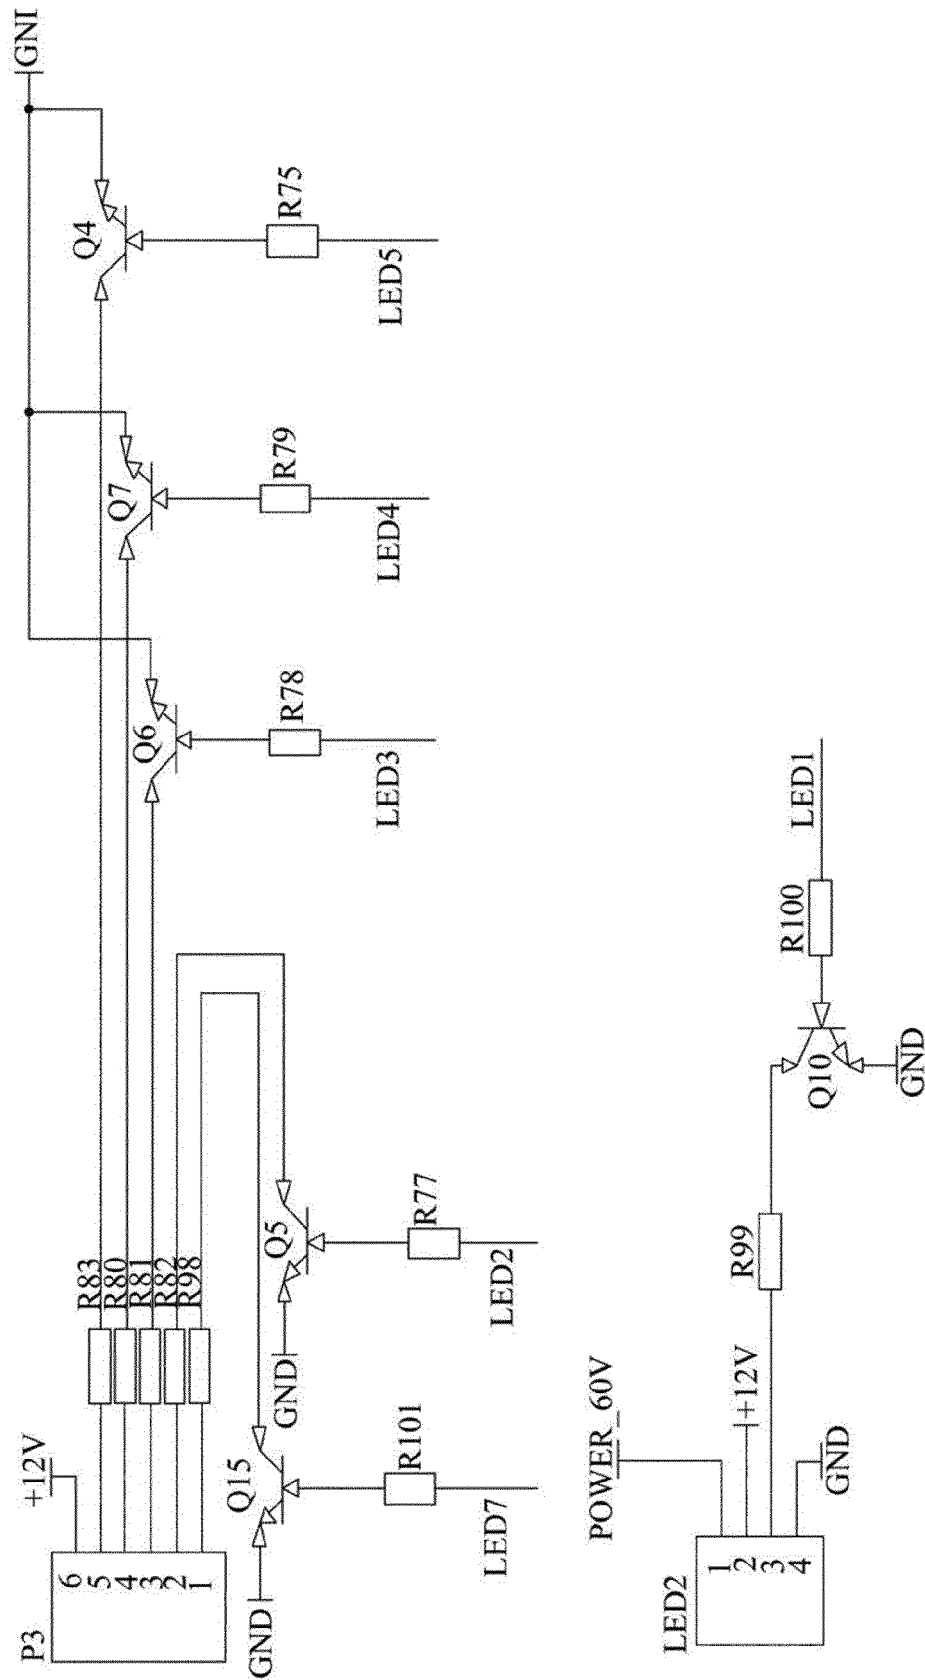 P3
6
5
4
3
2
1
+12V
R83
R80
R81
R82
R98
GNI
Q4
R75
LED5
Q7
R79
LED4
Q6
R78
LED3
Q5
R77
LED2
GND
Q15
R101
LED7
GND
LED2
1
2
3
4
POWER_60V
+12V
GND
R99
Q10
GND
R100
LED1